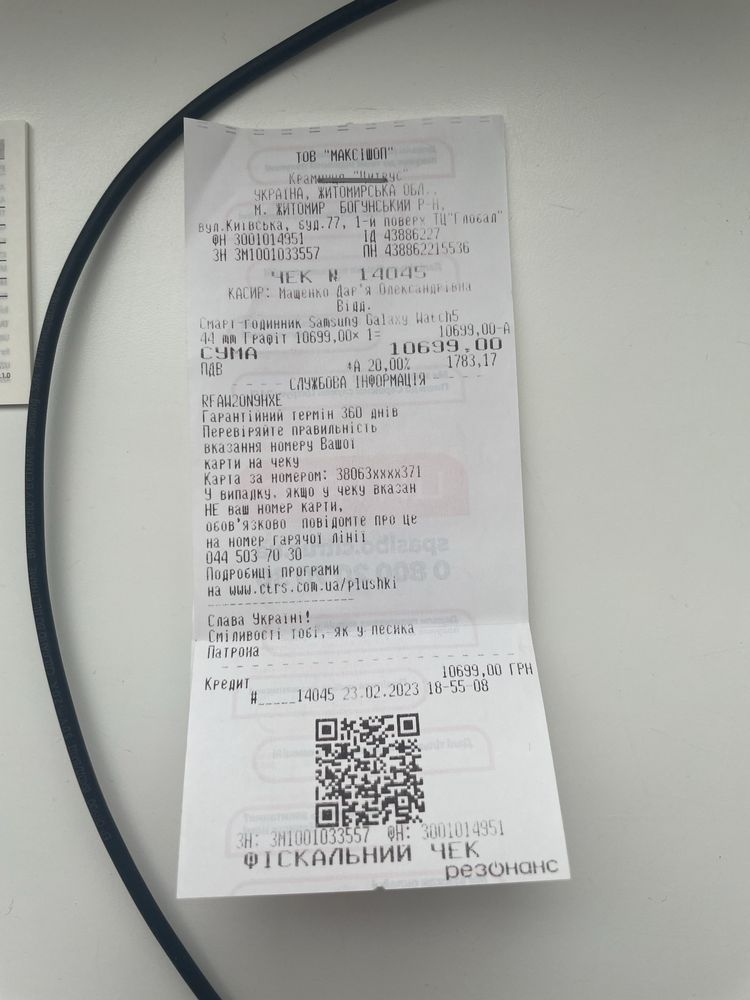 ТОВ "МАКСІШОП"
Крамниця "Цитрус"
УКРАЇНА, ЖИТОМИРСЬКА ОБЛ.,
М. ЖИТОМИР БОГУНСЬКИЙ Р-Н,
вул.Київська, буд.77, 1-й поверх ТЦ"Глобал"
ФН 3001014951 ІД 43886227
ЗН ЗМ1001033557 ПН 438862215536
ЧЕК N 14045
КАСИР: Мащенко Дар'я Олександрівна
Відд.
Смарт-годинник Samsung Galaxy Watch5
44 mm Графіт 10699,00× 1= 10699,00-А
СУМА 10699,00
ПДВ *А 20,00% 1783,17
- - - - СЛУЖБОВА ІНФОРМАЦІЯ - - - -
RFAW20N9HXE
Гарантійний термін 360 днів
Перевіряйте правильність
вказання номеру Вашої
карти на чеку
Карта за номером: 38063xxxx371
У випадку, якщо у чеку вказан
НЕ ваш номер карти,
обов'язково повідомте про це
на номер гарячої лінії
044 503 70 30
Подробиці програми
на www.ctrs.com.ua/plushki
--------------------
Слава Україні!
Сміливості тобі, як у песика
Патрона
Кредит 10699,00 ГРН
#_____14045 23.02.2023 18-55-08
ЗН: ЗМ1001033557 ФН: 3001014951
ФІСКАЛЬНИЙ ЧЕК
резонанс